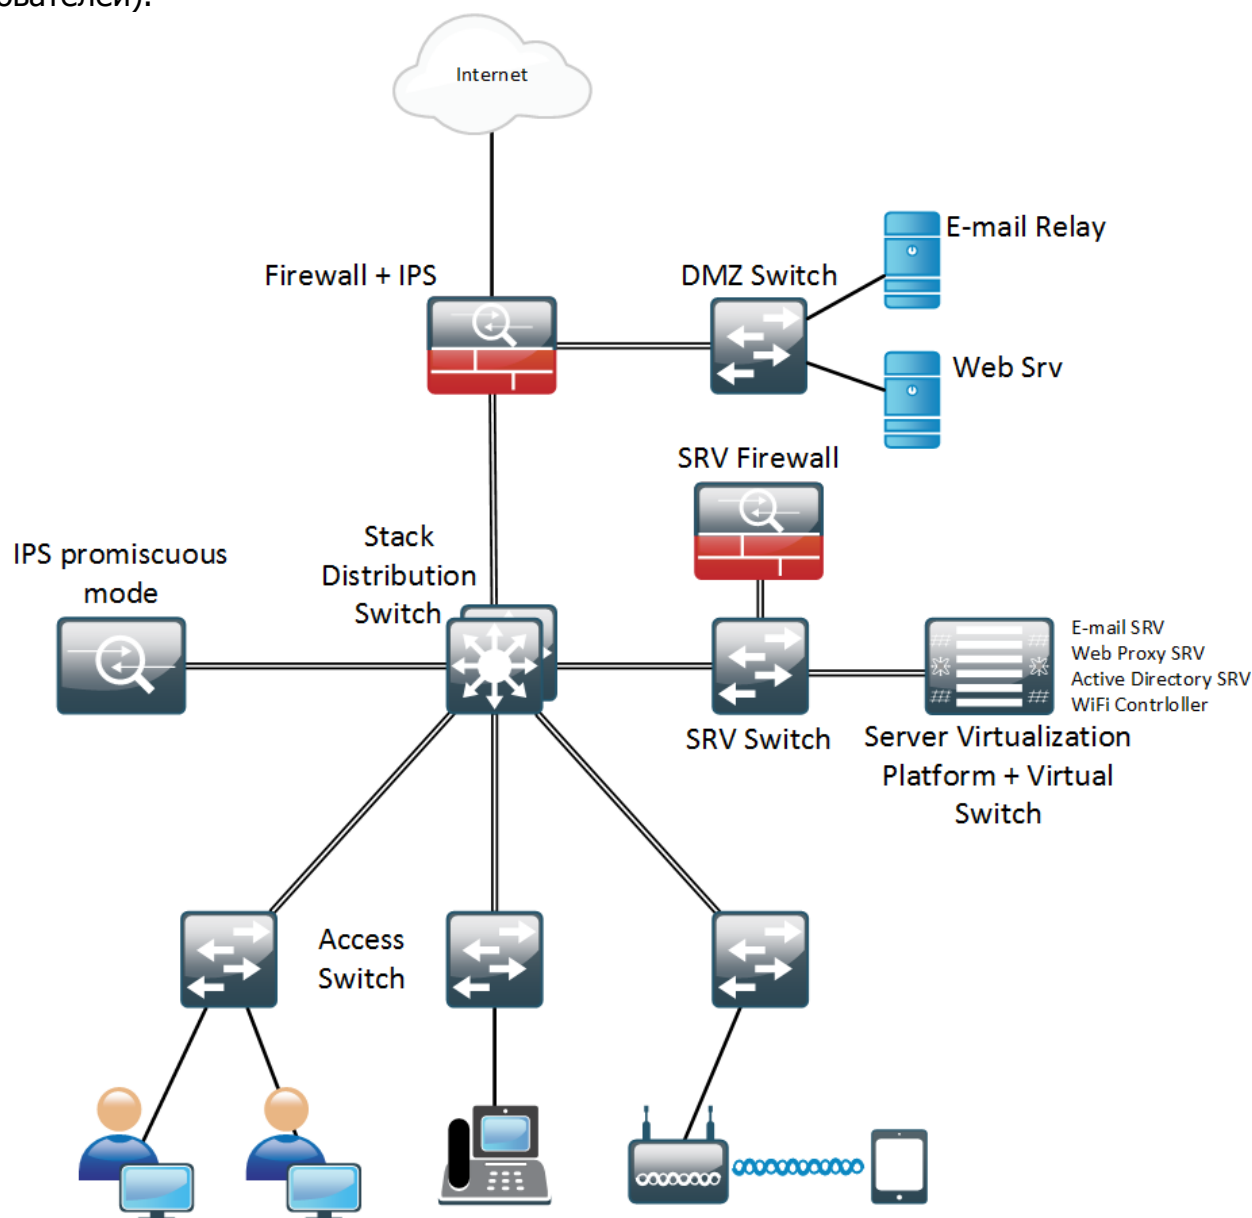 Internet
E-mail Relay
Firewall + IPS
DMZ Switch
Web Srv
SRV Firewall
Stack
Distribution
Switch
IPS promiscuous
mode
E-mail SRV
Web Proxy SRV
Active Directory SRV
WiFi Contrloller
SRV Switch
Server Virtualization
Platform + Virtual
Switch
Access
Switch